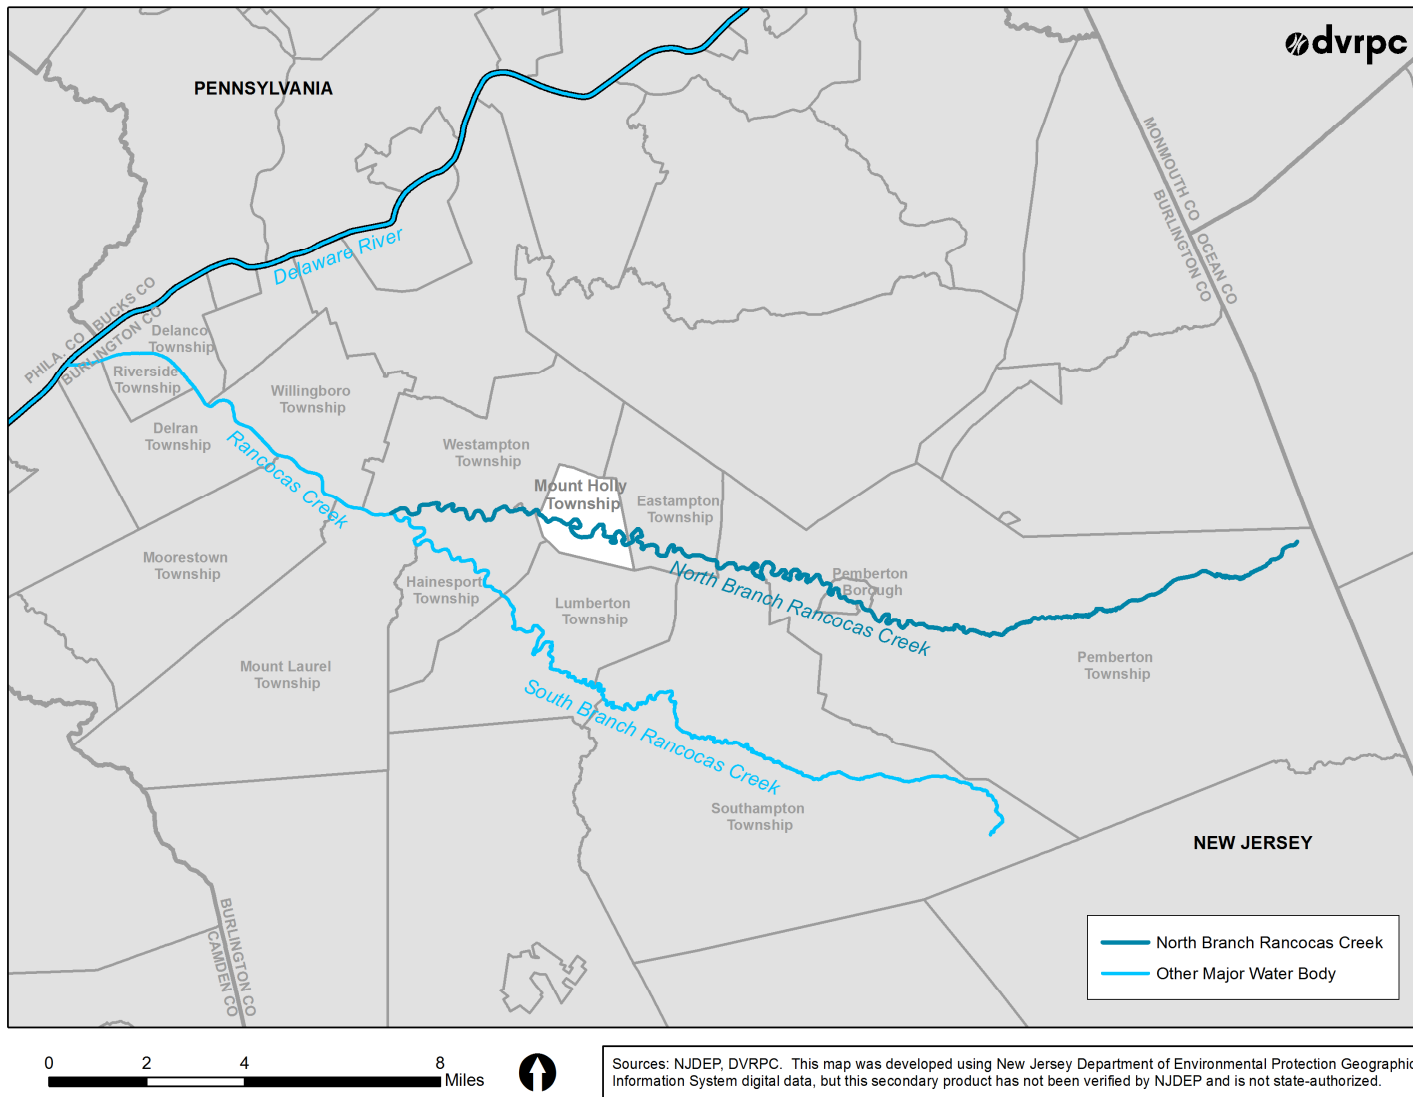 dvrpc
PENNSYLVANIA
MONMOUTH CO
BURLINGTON CO
OCEAN CO
Delaware River
PHILA. CO
BUCKS CO
BURLINGTON CO
Delanco
Township
Riverside
Township
Willingboro
Township
Delran
Township
Rancocas Creek
Westampton
Township
Mount Holly
Township
Eastampton
Township
Moorestown
Township
Hainesport
Township
Lumberton
Township
North Branch Rancocas Creek
Pemberton
Borough
Mount Laurel
Township
Pemberton
Township
South Branch Rancocas Creek
Southampton
Township
NEW JERSEY
BURLINGTON CO
CAMDEN CO
North Branch Rancocas Creek
Other Major Water Body
0 2 4 8
Miles
Sources: NJDEP, DVRPC. This map was developed using New Jersey Department of Environmental Protection Geographic
Information System digital data, but this secondary product has not been verified by NJDEP and is not state-authorized.